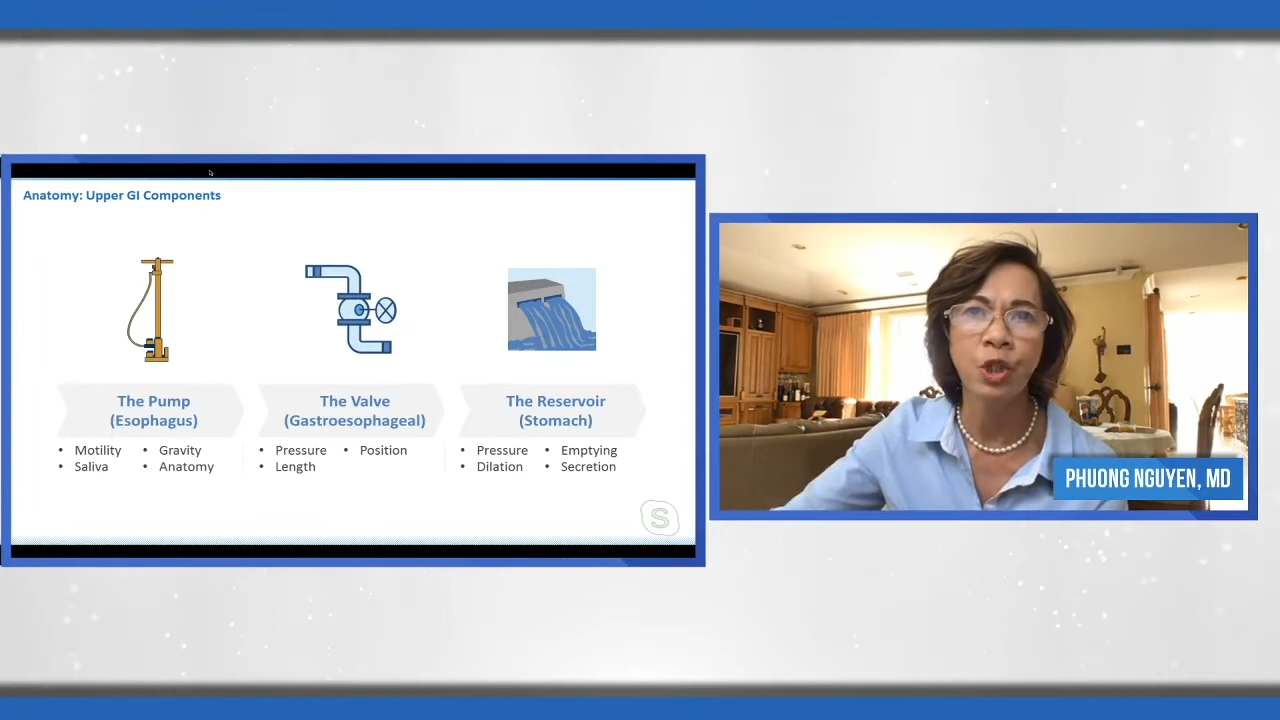 Anatomy: Upper GI Components
The Pump
(Esophagus)
• Motility • Gravity
• Saliva • Anatomy
The Valve
(Gastroesophageal)
• Pressure • Position
• Length
The Reservoir
(Stomach)
• Pressure • Emptying
• Dilation • Secretion
S
PHUONG NGUYEN, MD